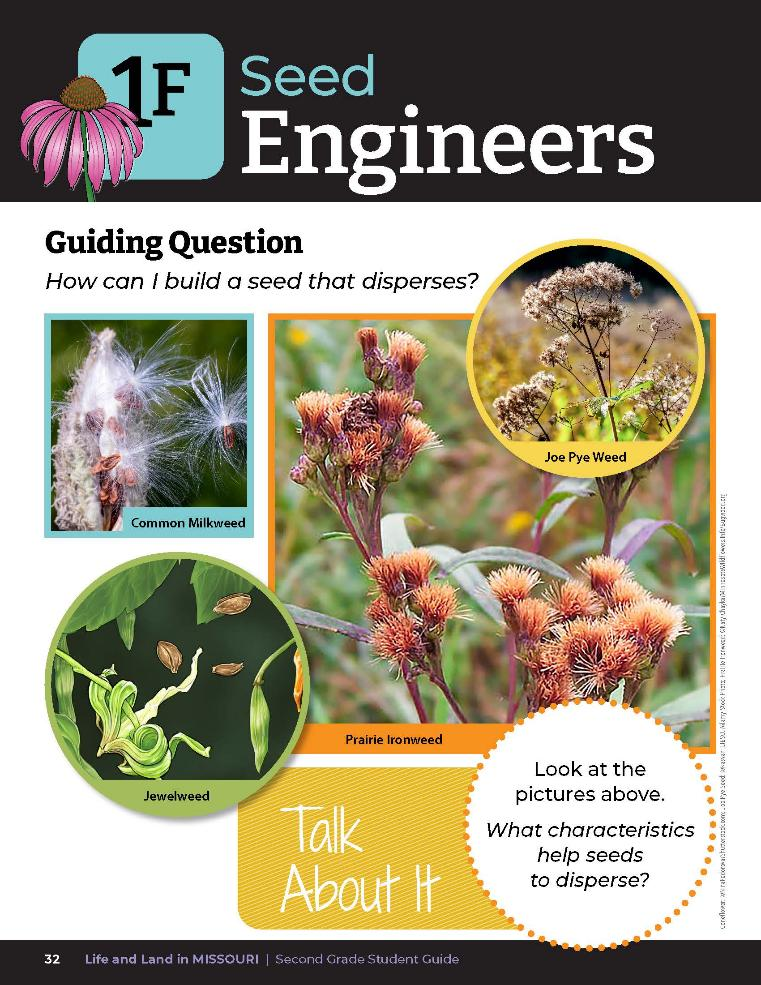 1F
Seed
Engineers
Guiding Question
How can I build a seed that disperses?
Joe Pye Weed
Common Milkweed
Prairie Ironweed
Jewelweed
Talk
About It
Look at the
pictures above.
What characteristics
help seeds
to disperse?
32 Life and Land in MISSOURI | Second Grade Student Guide